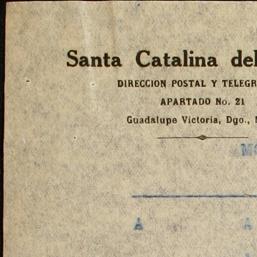 Santa Catalina del
DIRECCION POSTAL Y TELEGR
APARTADO No. 21
Guadalupe Victoria, Dgo.,
A A